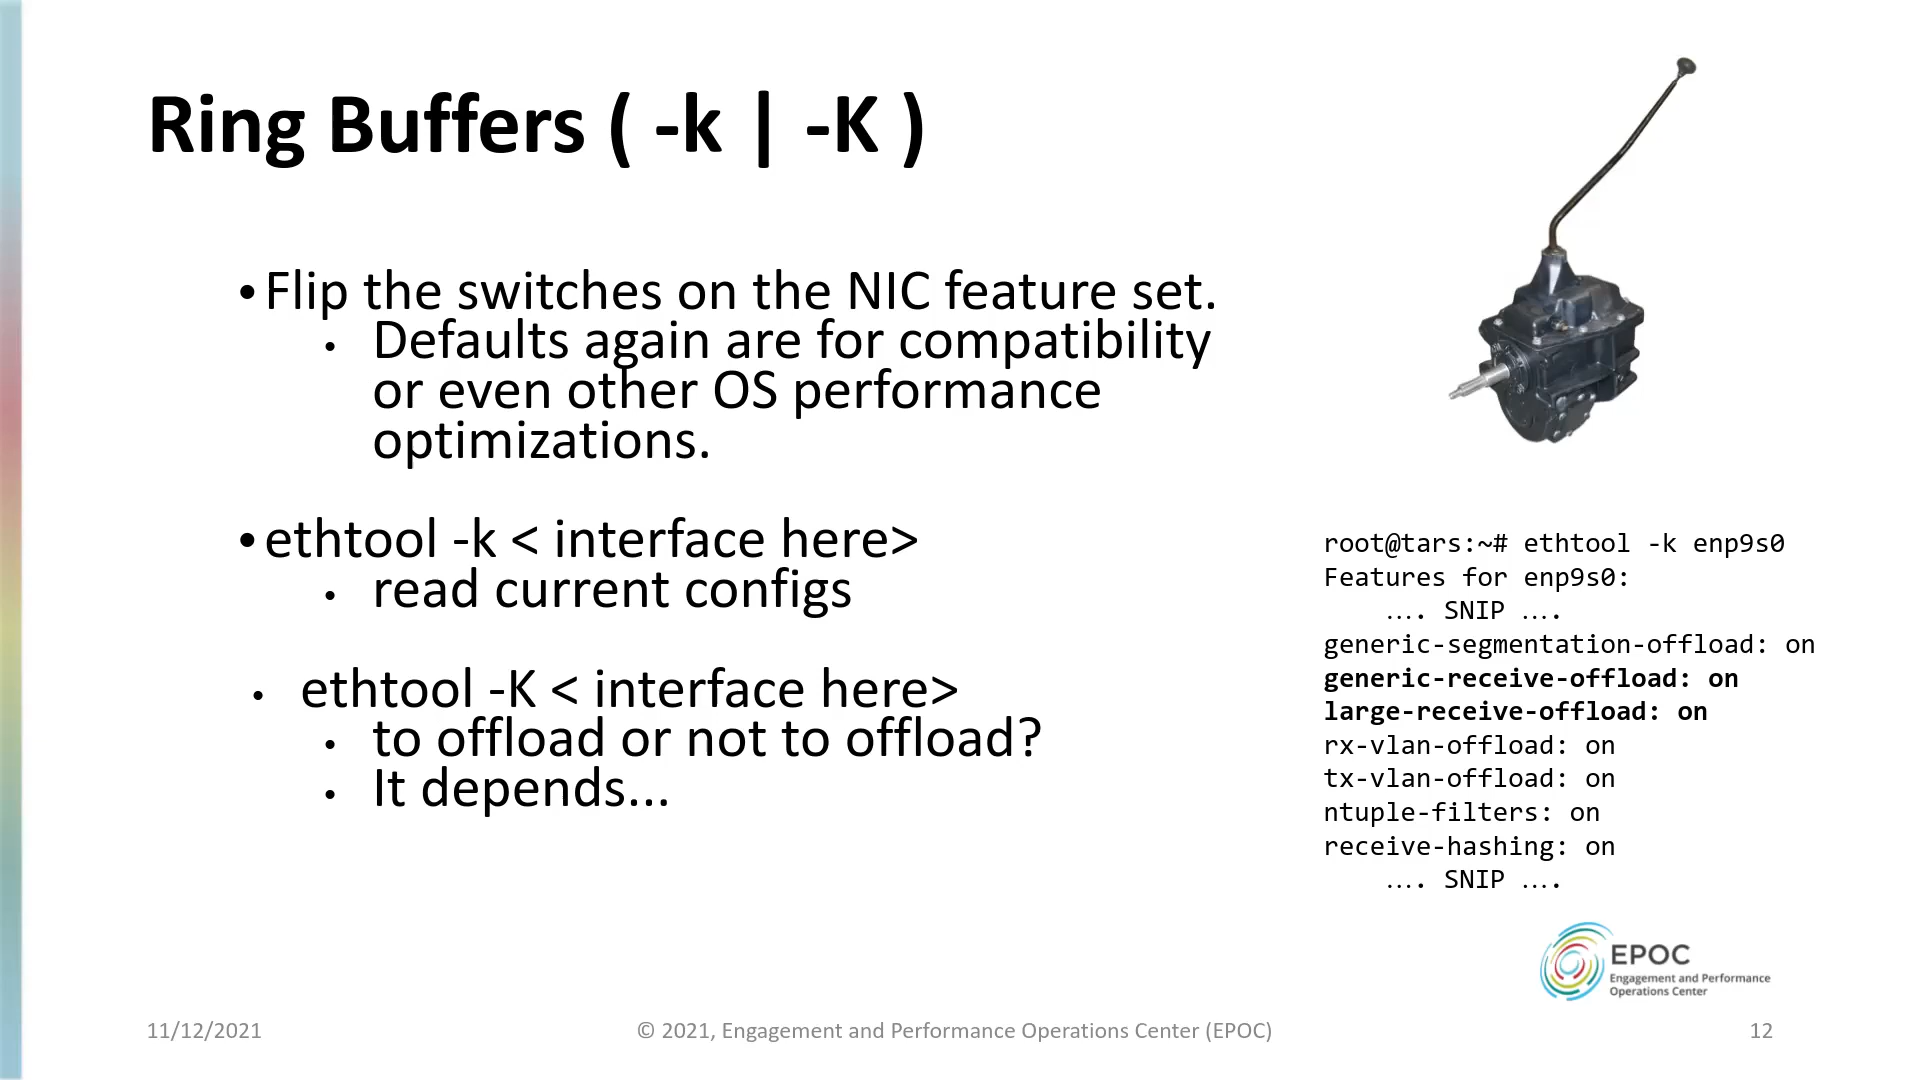 Ring Buffers ( -k | -K )
•Flip the switches on the NIC feature set.
• Defaults again are for compatibility
or even other OS performance
optimizations.
•ethtool -k < interface here>
• read current configs
• ethtool -K < interface here>
• to offload or not to offload?
• It depends...
root@tars:~# ethtool -k enp9s0
Features for enp9s0:
.... SNIP ....
generic-segmentation-offload: on
generic-receive-offload: on
large-receive-offload: on
rx-vlan-offload: on
tx-vlan-offload: on
ntuple-filters: on
receive-hashing: on
.... SNIP ....
EPOC
Engagement and Performance
Operations Center
11/12/2021
© 2021, Engagement and Performance Operations Center (EPOC)
12